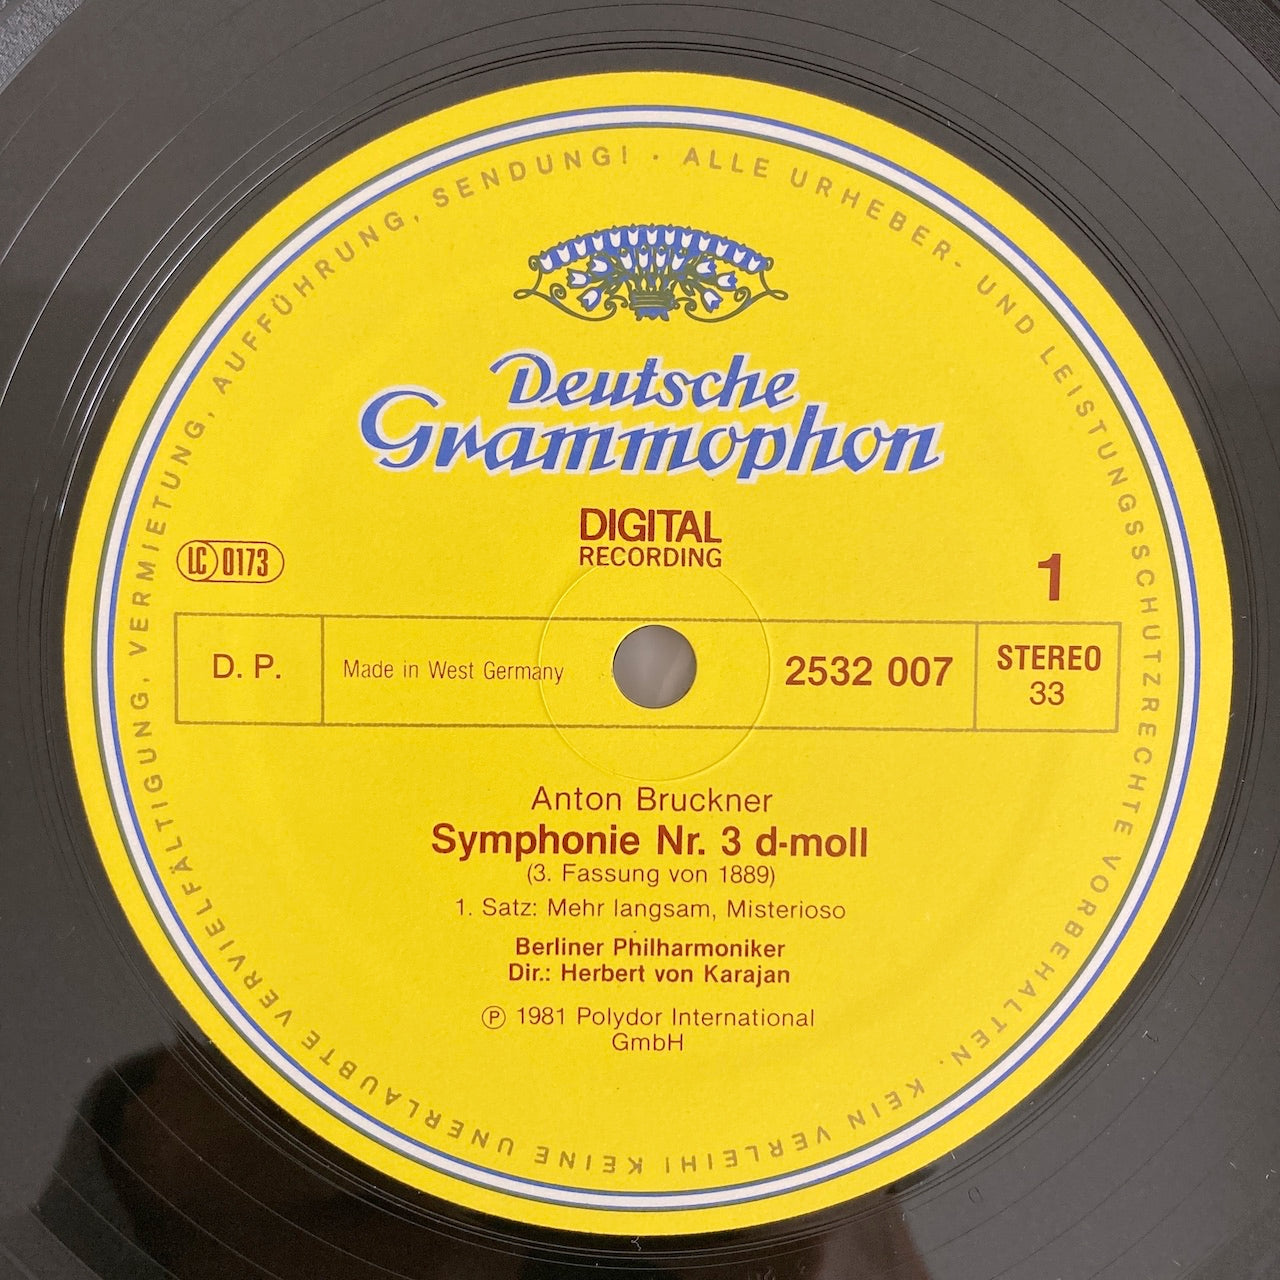 ALLE URHEBER- UND LEISTUNGSSCHUTZRECHTE VORBEHALTEN. KEIN VERLEIH! KEINE UNERLAUBTE VERVIELFÄLTIGUNG, VERMIETUNG, AUFFÜHRUNG, SENDUNG! ·
Deutsche
Grammophon
DIGITAL
RECORDING
LC 0173
1
D. P.
Made in West Germany
2532 007
STEREO
33
Anton Bruckner
Symphonie Nr. 3 d-moll
(3. Fassung von 1889)
1. Satz: Mehr langsam, Misterioso
Berliner Philharmoniker
Dir.: Herbert von Karajan
Ⓟ 1981 Polydor International
GmbH